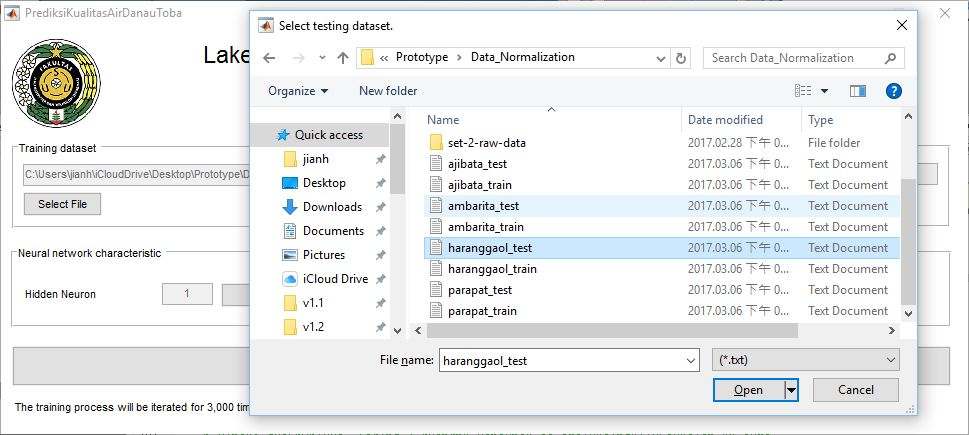 PrediksiKualitasAirDanauToba
Lake
FAKULTAS
Training dataset
C:\Users\jianh\iCloudDrive\Desktop\Prototype\D
Select File
Neural network characteristic
Hidden Neuron 1
The training process will be iterated for 3,000 tim
Select testing dataset.
« Prototype > Data_Normalization
Search Data_Normalization
Organize New folder
Quick access
jianh
Desktop
Downloads
Documents
Pictures
iCloud Drive
v1.1
v1.2
Name Date modified Type
set-2-raw-data 2017.02.28 下午 0... File folder
ajibata_test 2017.03.06 下午 0... Text Document
ajibata_train 2017.03.06 下午 0... Text Document
ambarita_test 2017.03.06 下午 0... Text Document
ambarita_train 2017.03.06 下午 0... Text Document
haranggaol_test 2017.03.06 下午 0... Text Document
haranggaol_train 2017.03.06 下午 0... Text Document
parapat_test 2017.03.06 下午 0... Text Document
parapat_train 2017.03.06 下午 0... Text Document
File name: haranggaol_test (*.txt)
Open Cancel